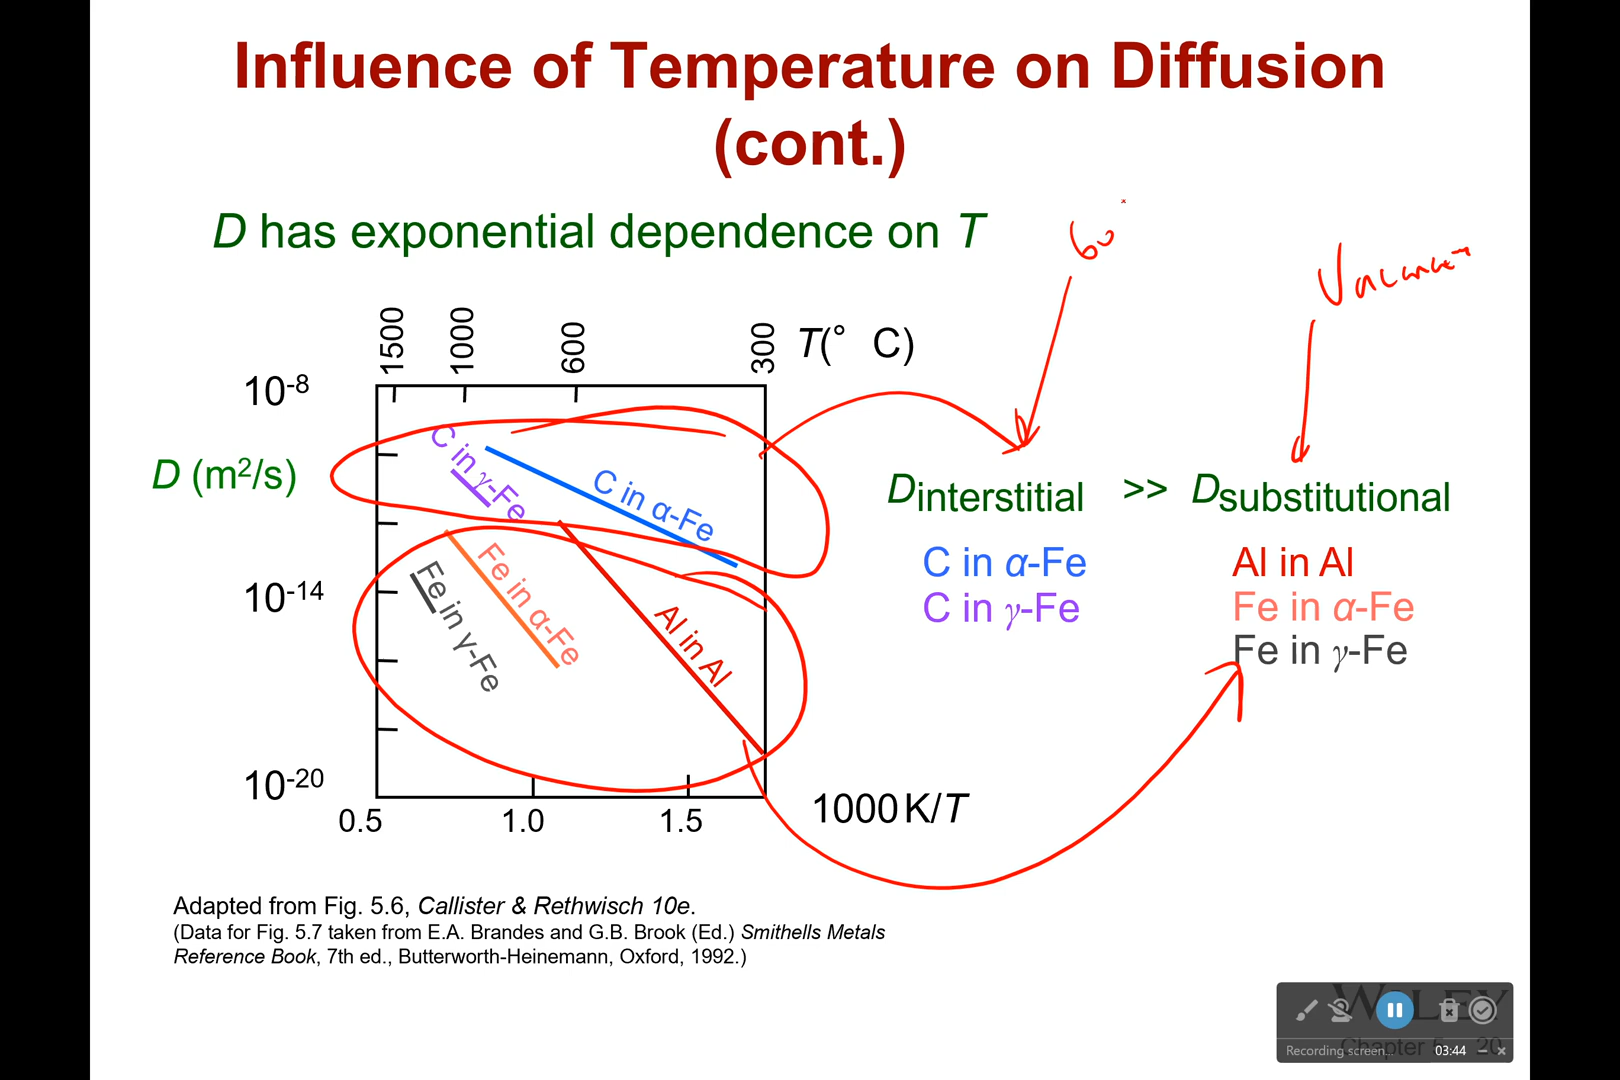 Influence of Temperature on Diffusion
(cont.)
D has exponential dependence on T
1500
1000
600
300
T(° C)
10-8
D (m2/s)
10-14
10-20
C in γ-Fe
C in α-Fe
Fe in γ-Fe
Fe in α-Fe
Al in Al
0.5
1.0
1.5
1000 K/T
Dinterstitial >> Dsubstitutional
C in α-Fe
C in γ-Fe
Al in Al
Fe in α-Fe
Fe in γ-Fe
Adapted from Fig. 5.6, Callister & Rethwisch 10e.
(Data for Fig. 5.7 taken from E.A. Brandes and G.B. Brook (Ed.) Smithells Metals
Reference Book, 7th ed., Butterworth-Heinemann, Oxford, 1992.)
WILEY
Chapter 20
Recording screen...
03:44